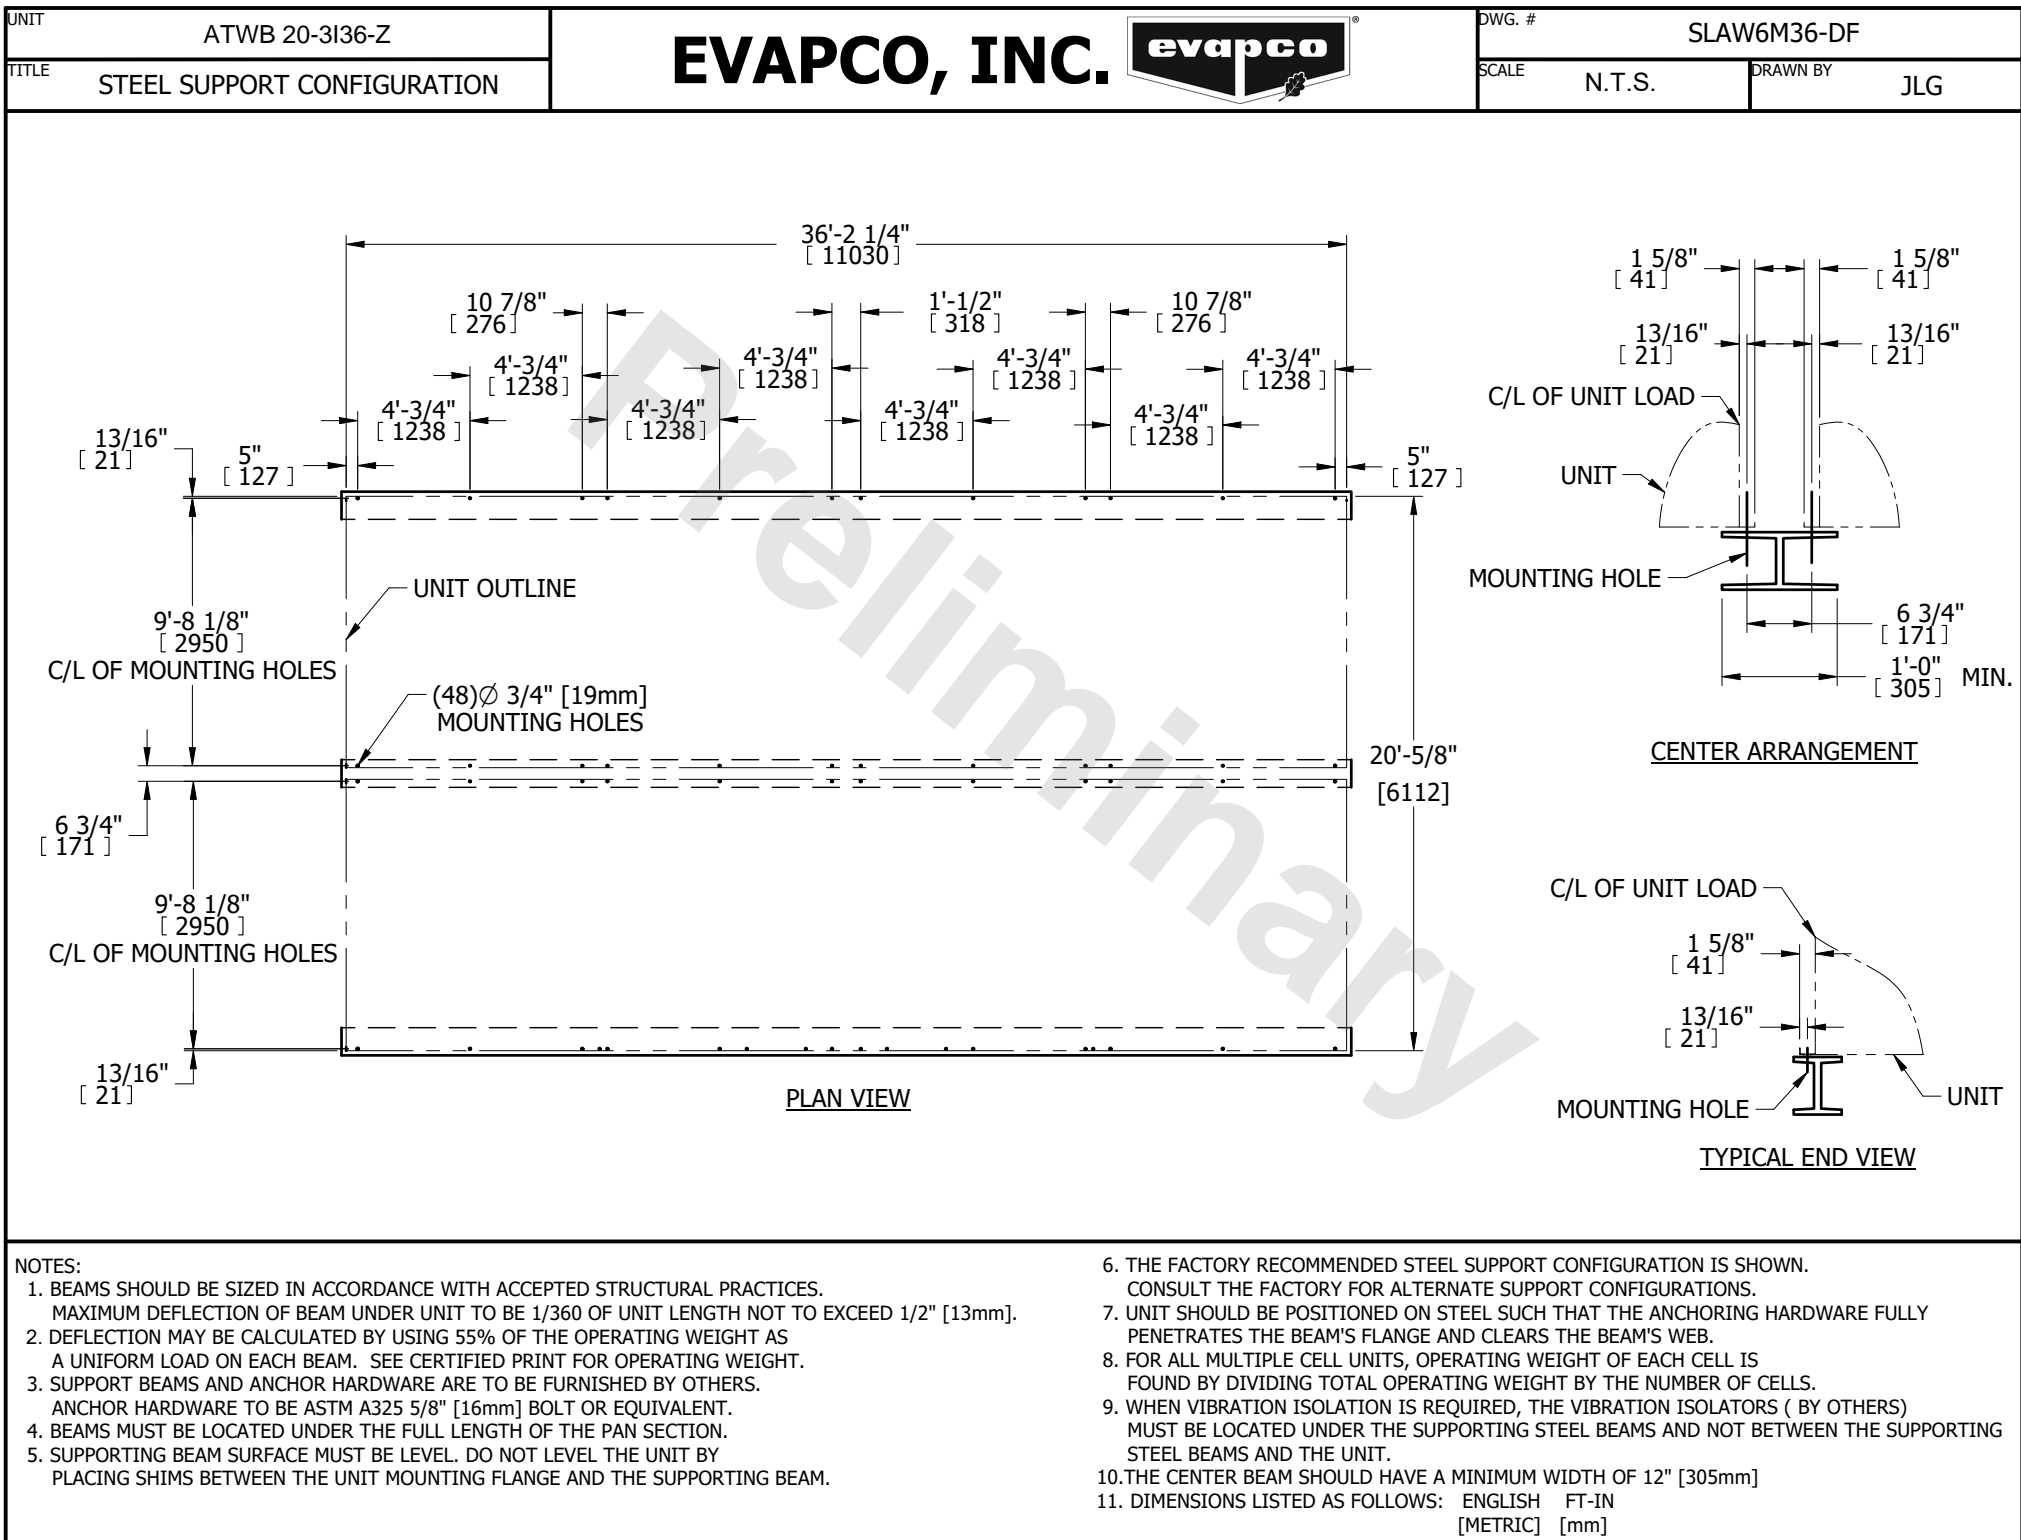 UNIT
ATWB 20-3I36-Z
TITLE
STEEL SUPPORT CONFIGURATION
EVAPCO, INC.
evapco
®
DWG. #
SLAW6M36-DF
SCALE
N.T.S.
DRAWN BY
JLG
36'-2 1/4"
[ 11030]
10 7/8"
[ 276]
1'-1/2"
[ 318 ]
10 7/8"
[ 276 ]
4'-3/4"
[ 1238]
4'-3/4"
[ 1238]
4'-3/4"
[ 1238]
4'-3/4"
[ 1238]
4'-3/4"
[ 1238 ]
4'-3/4"
[ 1238]
4'-3/4"
[ 1238]
4'-3/4"
[ 1238]
13/16"
[ 21]
5"
[ 127 ]
5"
[ 127 ]
UNIT OUTLINE
9'-8 1/8"
[ 2950 ]
C/L OF MOUNTING HOLES
(48)Ø 3/4" [19mm]
MOUNTING HOLES
20'-5/8"
[6112]
6 3/4"
[ 171 ]
9'-8 1/8"
[ 2950 ]
C/L OF MOUNTING HOLES
13/16"
[ 21]
PLAN VIEW
Preliminary
1 5/8"
[ 41]
1 5/8"
[ 41]
13/16"
[ 21]
13/16"
[ 21]
C/L OF UNIT LOAD
UNIT
MOUNTING HOLE
6 3/4"
[ 171]
1'-0"
[ 305] MIN.
CENTER ARRANGEMENT
C/L OF UNIT LOAD
1 5/8"
[ 41]
13/16"
[ 21]
MOUNTING HOLE
UNIT
TYPICAL END VIEW
NOTES:
1. BEAMS SHOULD BE SIZED IN ACCORDANCE WITH ACCEPTED STRUCTURAL PRACTICES.
MAXIMUM DEFLECTION OF BEAM UNDER UNIT TO BE 1/360 OF UNIT LENGTH NOT TO EXCEED 1/2" [13mm].
2. DEFLECTION MAY BE CALCULATED BY USING 55% OF THE OPERATING WEIGHT AS
A UNIFORM LOAD ON EACH BEAM. SEE CERTIFIED PRINT FOR OPERATING WEIGHT.
3. SUPPORT BEAMS AND ANCHOR HARDWARE ARE TO BE FURNISHED BY OTHERS.
ANCHOR HARDWARE TO BE ASTM A325 5/8" [16mm] BOLT OR EQUIVALENT.
4. BEAMS MUST BE LOCATED UNDER THE FULL LENGTH OF THE PAN SECTION.
5. SUPPORTING BEAM SURFACE MUST BE LEVEL. DO NOT LEVEL THE UNIT BY
PLACING SHIMS BETWEEN THE UNIT MOUNTING FLANGE AND THE SUPPORTING BEAM.
6. THE FACTORY RECOMMENDED STEEL SUPPORT CONFIGURATION IS SHOWN.
CONSULT THE FACTORY FOR ALTERNATE SUPPORT CONFIGURATIONS.
7. UNIT SHOULD BE POSITIONED ON STEEL SUCH THAT THE ANCHORING HARDWARE FULLY
PENETRATES THE BEAM'S FLANGE AND CLEARS THE BEAM'S WEB.
8. FOR ALL MULTIPLE CELL UNITS, OPERATING WEIGHT OF EACH CELL IS
FOUND BY DIVIDING TOTAL OPERATING WEIGHT BY THE NUMBER OF CELLS.
9. WHEN VIBRATION ISOLATION IS REQUIRED, THE VIBRATION ISOLATORS ( BY OTHERS)
MUST BE LOCATED UNDER THE SUPPORTING STEEL BEAMS AND NOT BETWEEN THE SUPPORTING
STEEL BEAMS AND THE UNIT.
10.THE CENTER BEAM SHOULD HAVE A MINIMUM WIDTH OF 12" [305mm]
11. DIMENSIONS LISTED AS FOLLOWS: ENGLISH FT-IN
[METRIC] [mm]